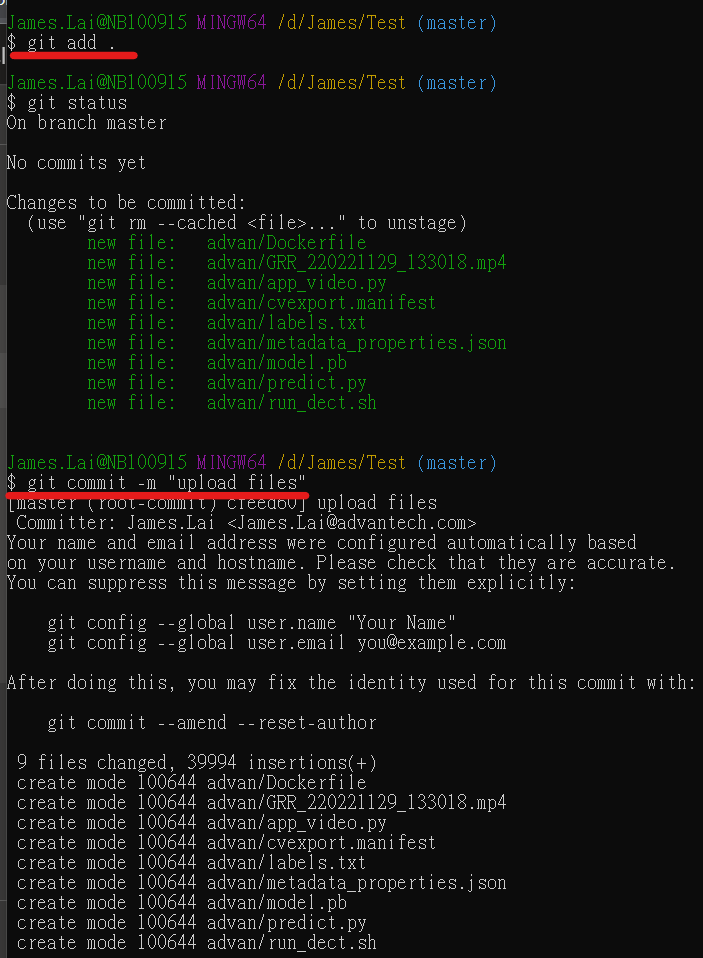 James.Lai@NB100915 MINGW64 /d/James/Test (master)
$ git add .
James.Lai@NB100915 MINGW64 /d/James/Test (master)
$ git status
On branch master
No commits yet
Changes to be committed:
  (use "git rm --cached <file>..." to unstage)
        new file:   advan/Dockerfile
        new file:   advan/GRR_220221129_133018.mp4
        new file:   advan/app_video.py
        new file:   advan/cvexport.manifest
        new file:   advan/labels.txt
        new file:   advan/metadata_properties.json
        new file:   advan/model.pb
        new file:   advan/predict.py
        new file:   advan/run_dect.sh
James.Lai@NB100915 MINGW64 /d/James/Test (master)
$ git commit -m "upload files"
[master (root-commit) cfeed60] upload files
 Committer: James.Lai <James.Lai@advantech.com>
Your name and email address were configured automatically based
on your username and hostname. Please check that they are accurate.
You can suppress this message by setting them explicitly:
    git config --global user.name "Your Name"
    git config --global user.email you@example.com
After doing this, you may fix the identity used for this commit with:
    git commit --amend --reset-author
 9 files changed, 39994 insertions(+)
 create mode 100644 advan/Dockerfile
 create mode 100644 advan/GRR_220221129_133018.mp4
 create mode 100644 advan/app_video.py
 create mode 100644 advan/cvexport.manifest
 create mode 100644 advan/labels.txt
 create mode 100644 advan/metadata_properties.json
 create mode 100644 advan/model.pb
 create mode 100644 advan/predict.py
 create mode 100644 advan/run_dect.sh